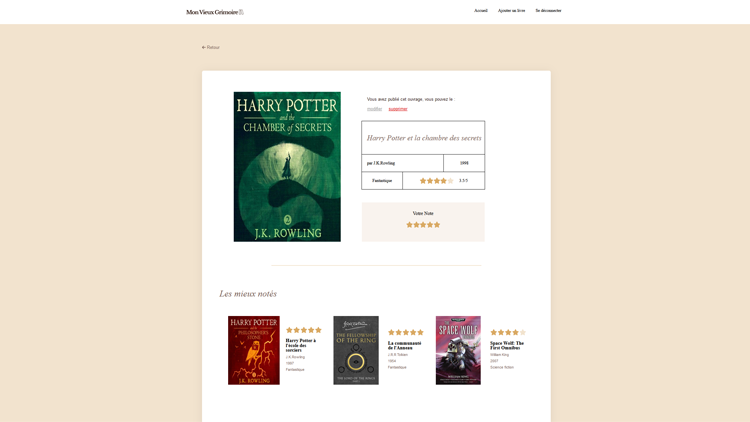 Mon Vieux Grimoire
Accueil
Ajouter un livre
Se déconnecter
← Retour
HARRY POTTER
and the
CHAMBER of SECRETS
2
J.K. ROWLING
Vous avez publié cet ouvrage, vous pouvez le :
modifier
supprimer
Harry Potter et la chambre des secrets
par J.K.Rowling
1998
Fantastique
3.5/5
Votre Note
Les mieux notés
HARRY POTTER
and the
PHILOSOPHER'S
STONE
J.K. ROWLING
Harry Potter à
l'école des
sorciers
J.K Rowling
1997
Fantastique
THE FELLOWSHIP
OF THE RING
THE LORD OF THE RINGS
La communauté
de l'Anneau
J.R.R Tolkien
1954
Fantastique
SPACE WOLF
Space Wolf: The
First Omnibus
William King
2007
Science fiction